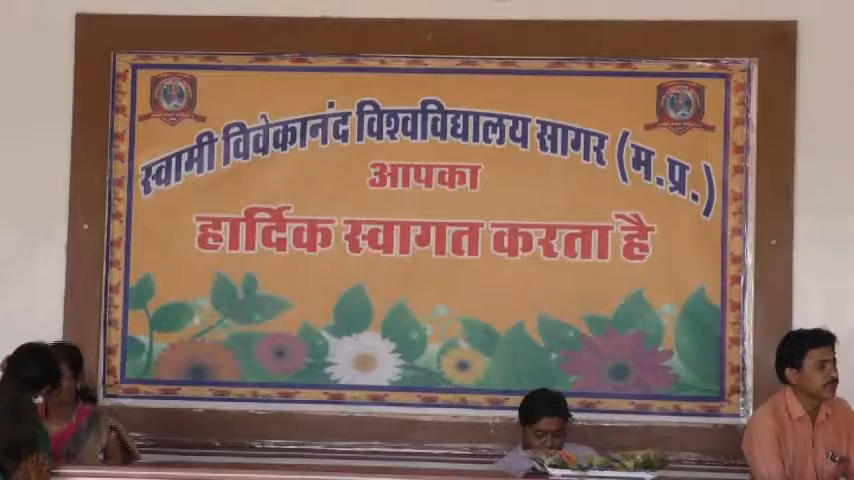 स्वामी विवेकानंद विश्वविद्यालय सागर (म.प्र.)
आपका
हार्दिक स्वागत करता है